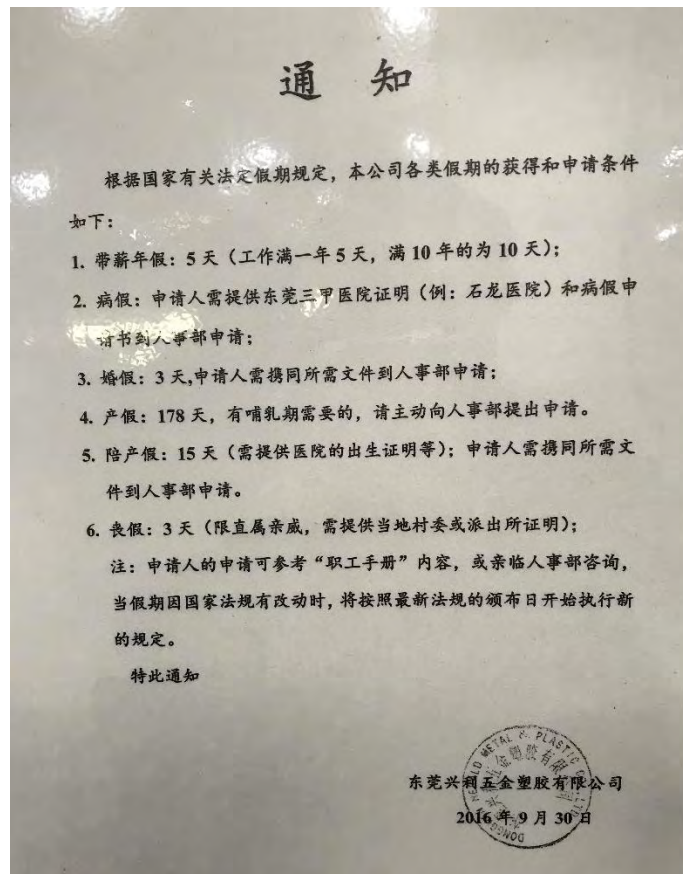 通 知
根据国家有关法定假期规定，本公司各类假期的获得和申请条件
如下：
1. 带薪年假：5天（工作满一年5天，满10年的为10天）；
2. 病假：申请人需提供东莞三甲医院证明（例：石龙医院）和病假申
请书到人事部申请；
3. 婚假：3天,申请人需携同所需文件到人事部申请；
4. 产假：178天，有哺乳期需要的，请主动向人事部提出申请。
5. 陪产假：15天（需提供医院的出生证明等）；申请人需携同所需文
件到人事部申请。
6. 丧假：3天（限直属亲戚，需提供当地村委或派出所证明）；
注：申请人的申请可参考“职工手册”内容，或亲临人事部咨询，
当假期因国家法规有改动时，将按照最新法规的颁布日开始执行新
的规定。
特此通知
METAL & PLASTIC
东莞兴利五金塑胶有限公司
2016年9月30日